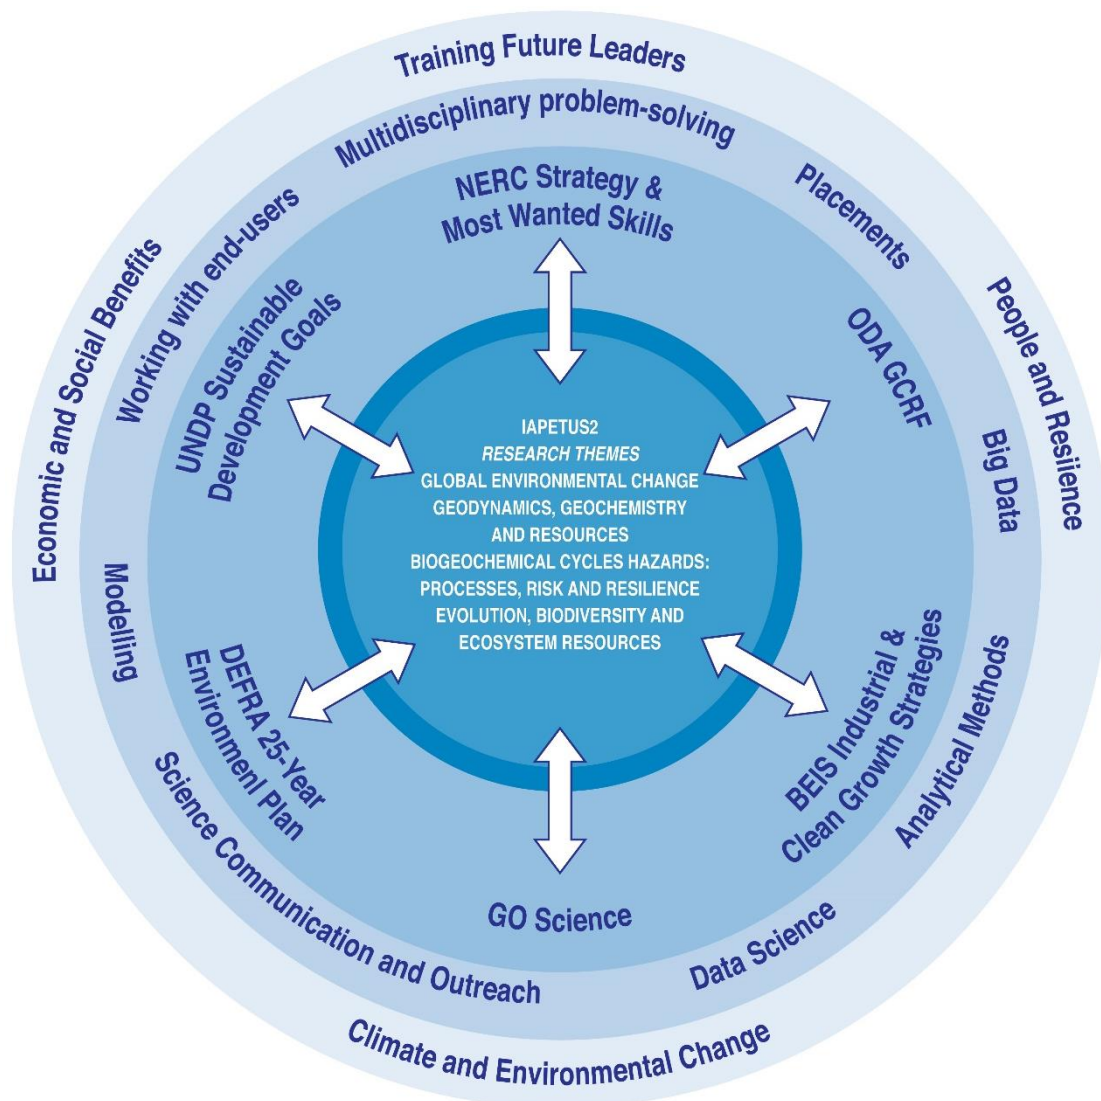 Training Future Leaders
People and Resiience
Climate and Environmental Change
Economic and Social Benefits
Multidisciplinary problem-solving
Placements
Big Data
Analytical Methods
Data Science
Science Communication and Outreach
Modelling
Working with end-users
NERC Strategy &
Most Wanted Skills
ODA GCRF
BEIS Industrial &
Clean Growth Strategies
GO Science
DEFRA 25-Year
Environmenl Plan
UNDP Sustainable
Development Goals
IAPETUS2
RESEARCH THEMES
GLOBAL ENVIRONMENTAL CHANGE
GEODYNAMICS, GEOCHEMISTRY
AND RESOURCES
BIOGEOCHEMICAL CYCLES HAZARDS:
PROCESSES, RISK AND RESILIENCE
EVOLUTION, BIODIVERSITY AND
ECOSYSTEM RESOURCES